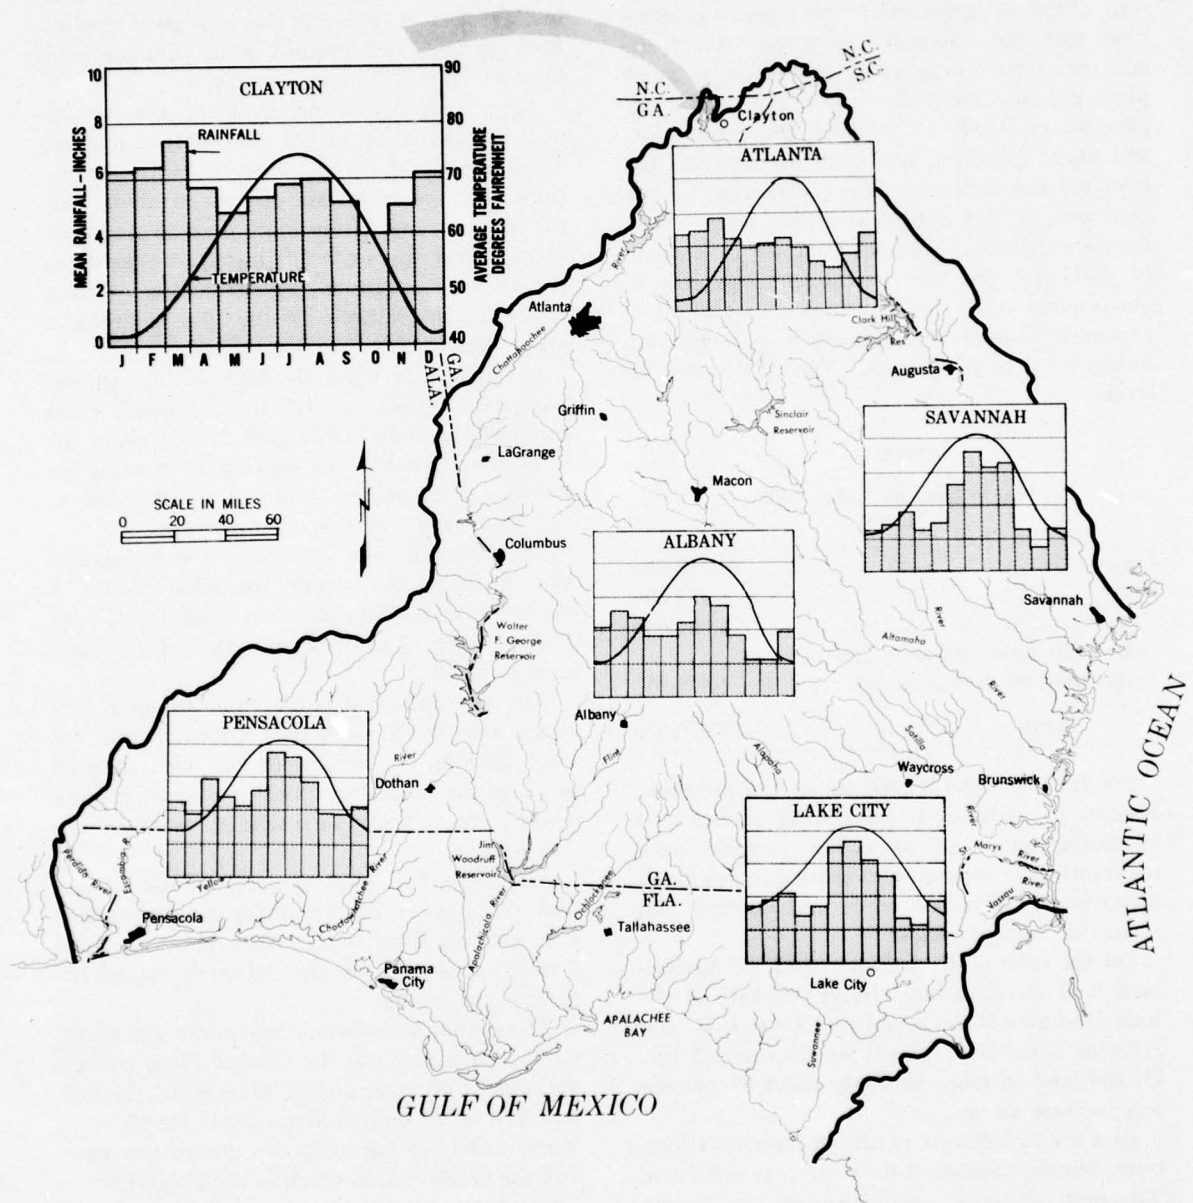 N.C.
S.C.
N.C.
GA.
Clayton
CLAYTON
10
8
6
4
2
0
MEAN RAINFALL-INCHES
90
80
70
60
50
40
AVERAGE TEMPERATURE
DEGREES FAHRENHEIT
RAINFALL
TEMPERATURE
J F M A M J J A S O N D
GA.
ALA.
ATLANTA
River
Atlanta
Chattahoochee
Clark Hill
Res
Augusta
Griffin
Sinclair
Reservoir
SAVANNAH
LaGrange
Macon
N
SCALE IN MILES
0 20 40 60
Columbus
ALBANY
Savannah
Walter
F. George
Reservoir
River
Altamaha
River
PENSACOLA
Albany
Flint
Alapaha
Satilla
River
Dothan
Waycross
Brunswick
LAKE CITY
River
St Marys River
River
Nassau
Jim
Woodruff
Reservoir
GA.
FLA.
Perdido River
Escambia R
Yellow
Choctawhatchee River
Apalachicola River
Ochlockonee
Pensacola
Tallahassee
Panama
City
Lake City
APALACHEE
BAY
Suwannee
GULF OF MEXICO
ATLANTIC OCEAN